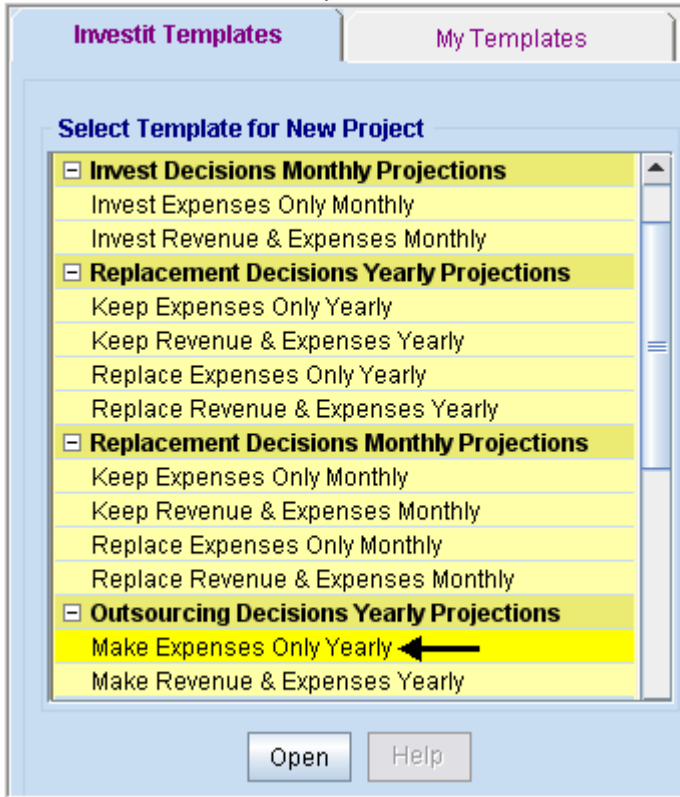 Investit Templates
My Templates
Select Template for New Project
Invest Decisions Monthly Projections
Invest Expenses Only Monthly
Invest Revenue & Expenses Monthly
Replacement Decisions Yearly Projections
Keep Expenses Only Yearly
Keep Revenue & Expenses Yearly
Replace Expenses Only Yearly
Replace Revenue & Expenses Yearly
Replacement Decisions Monthly Projections
Keep Expenses Only Monthly
Keep Revenue & Expenses Monthly
Replace Expenses Only Monthly
Replace Revenue & Expenses Monthly
Outsourcing Decisions Yearly Projections
Make Expenses Only Yearly
Make Revenue & Expenses Yearly
Open
Help